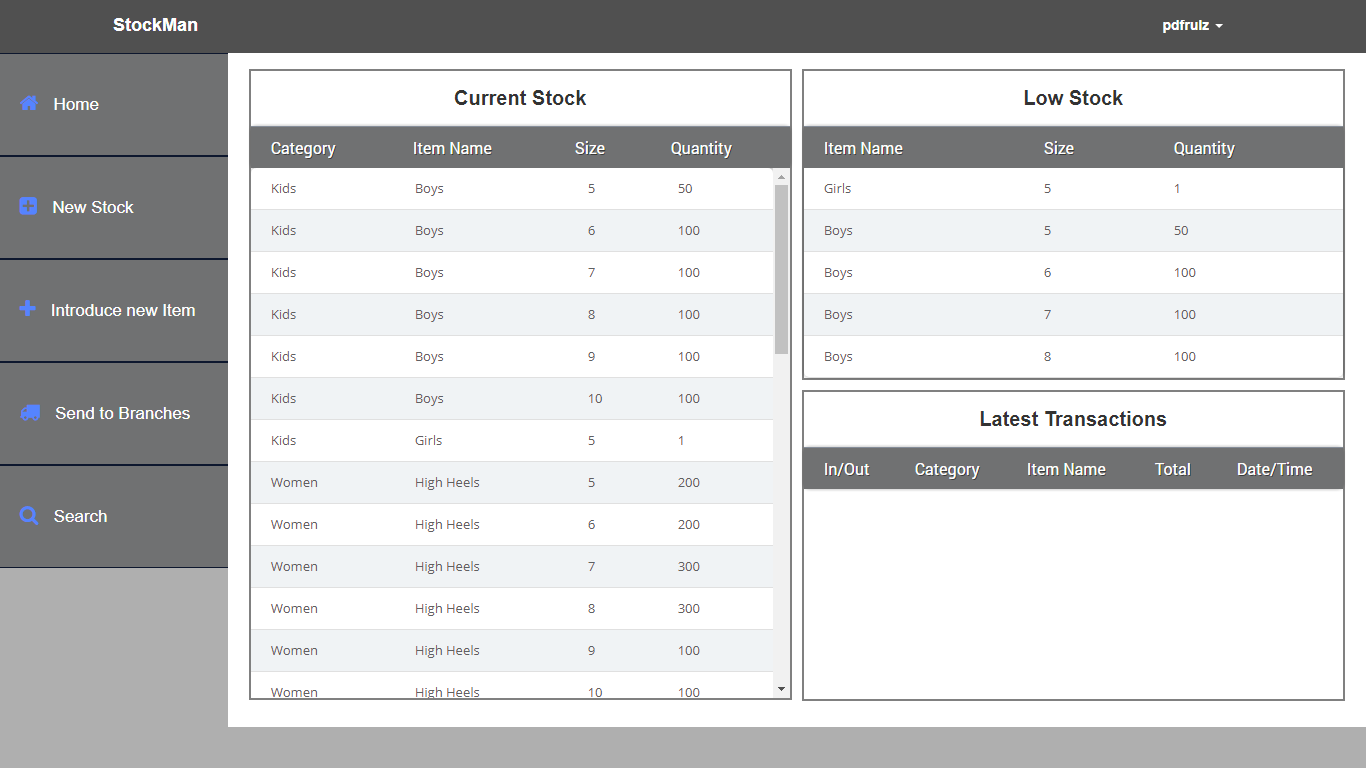 StockMan
pdfrulz
Home
New Stock
Introduce new Item
Send to Branches
Search
Current Stock
Category Item Name Size Quantity
Kids Boys 5 50
Kids Boys 6 100
Kids Boys 7 100
Kids Boys 8 100
Kids Boys 9 100
Kids Boys 10 100
Kids Girls 5 1
Women High Heels 5 200
Women High Heels 6 200
Women High Heels 7 300
Women High Heels 8 300
Women High Heels 9 100
Women High Heels 10 100
Low Stock
Item Name Size Quantity
Girls 5 1
Boys 5 50
Boys 6 100
Boys 7 100
Boys 8 100
Latest Transactions
In/Out Category Item Name Total Date/Time